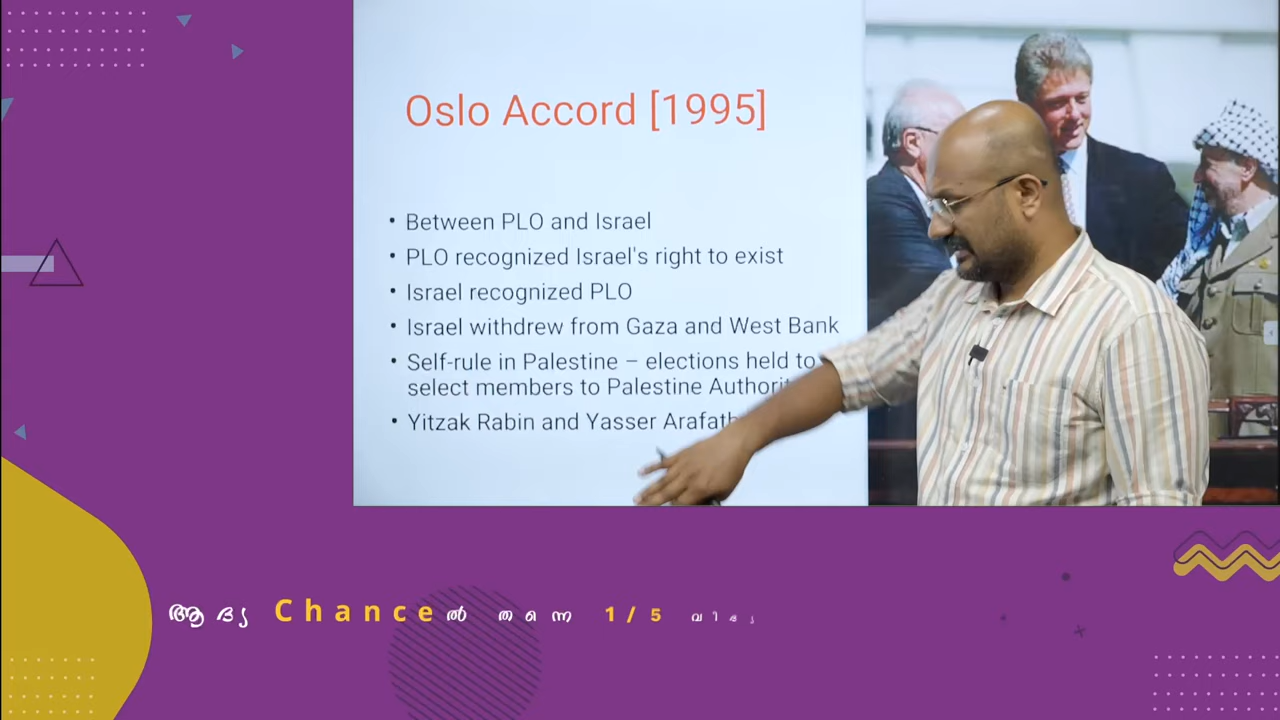 Oslo Accord [1995]
• Between PLO and Israel
• PLO recognized Israel's right to exist
• Israel recognized PLO
• Israel withdrew from Gaza and West Bank
• Self-rule in Palestine – elections held to
select members to Palestine
• Yitzak Rabin and Yasser Arafath
ആദ്യ Chanceൽ തന്നെ 1/5